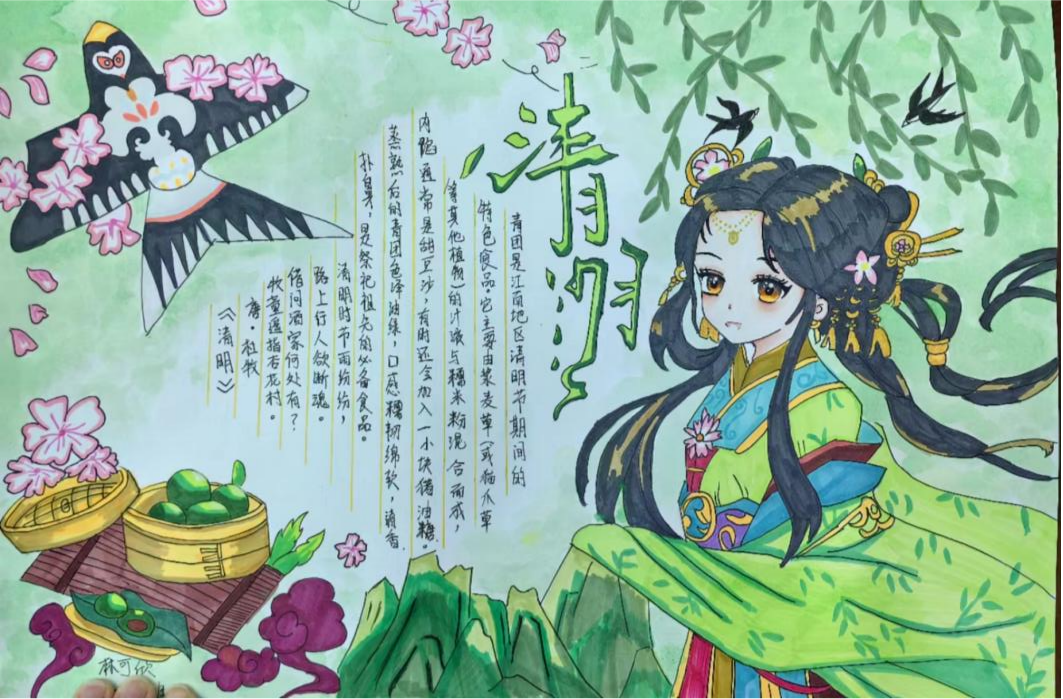 清明
青团是江南地区清明节期间的
特色食品它主要由浆麦草(或猫爪草
等其他植物)的汁液与糯米粉混合而成,
内陷通常是甜豆沙,有时还会加入一小块猪油糖。
蒸熟后的青团色泽油绿,口感糯韧绵软,清香
扑鼻,是祭祀祖先的必备食品。
清明时节雨纷纷,
路上行人欲断魂。
借问酒家何处有?
牧童遥指杏花村。
唐·杜牧
《清明》
林可欣